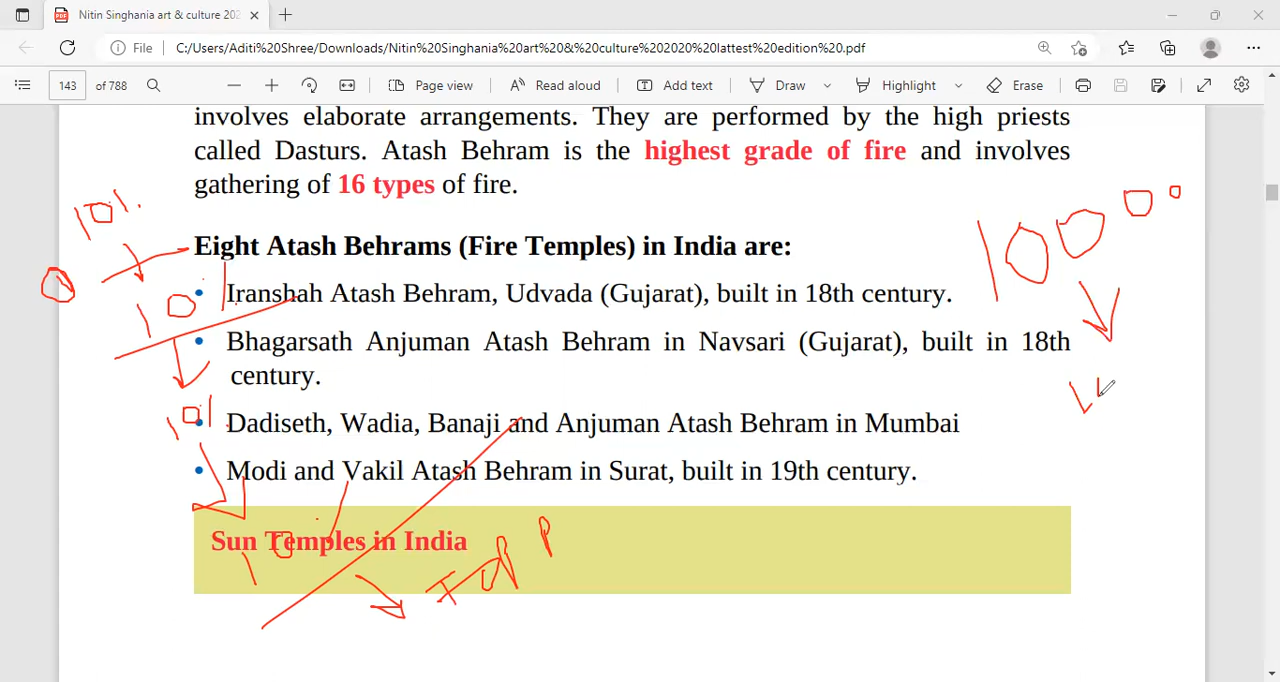 Nitin Singhania art & culture 202
File C:/Users/Aditi%20Shree/Downloads/Nitin%20Singhania%20art%20&%20culture%202020%20lattest%20edition%20.pdf
143 of 788 Page view Read aloud Add text Draw Highlight Erase
involves elaborate arrangements. They are performed by the high priests
called Dasturs. Atash Behram is the highest grade of fire and involves
gathering of 16 types of fire.
Eight Atash Behrams (Fire Temples) in India are:
• Iranshah Atash Behram, Udvada (Gujarat), built in 18th century.
• Bhagarsath Anjuman Atash Behram in Navsari (Gujarat), built in 18th
century.
• Dadiseth, Wadia, Banaji and Anjuman Atash Behram in Mumbai
• Modi and Vakil Atash Behram in Surat, built in 19th century.
Sun Temples in India